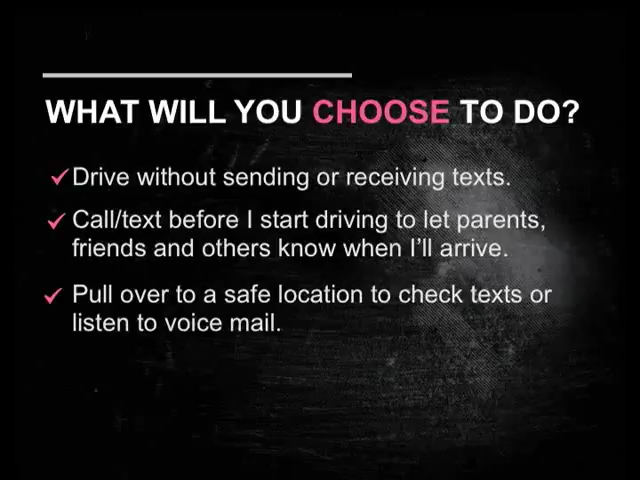 WHAT WILL YOU CHOOSE TO DO?
Drive without sending or receiving texts.
Call/text before I start driving to let parents,
friends and others know when I'll arrive.
Pull over to a safe location to check texts or
listen to voice mail.